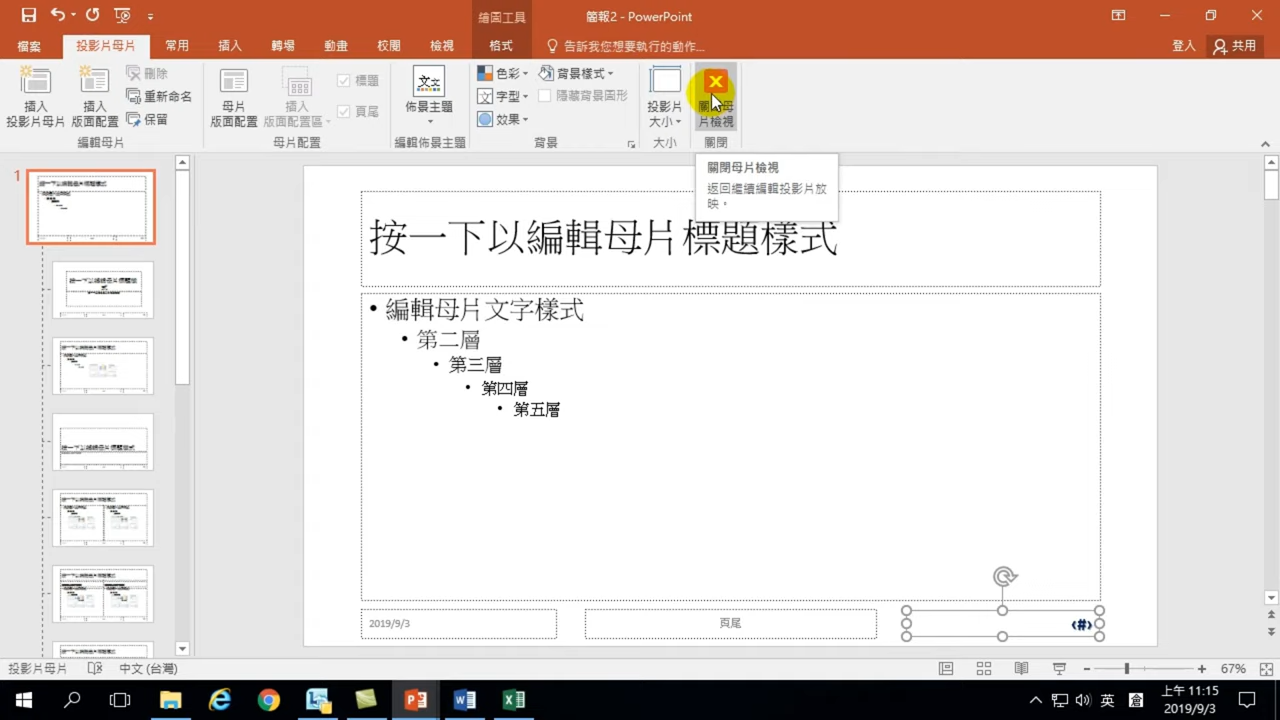 繪圖工具
簡報2 - PowerPoint
檔案
投影片母片
常用
插入
轉場
動畫
校閱
檢視
格式
告訴我您想要執行的動作...
登入
共用
插入
投影片母片
插入
版面配置
刪除
重新命名
保留
編輯母片
母片
版面配置
插入
版面配置區
標題
頁尾
母片配置
佈景主題
編輯佈景主題
色彩
字型
效果
背景樣式
隱藏背景圖形
背景
投影片
大小
大小
關閉母
片檢視
關閉
關閉母片檢視
返回繼續編輯投影片放
映。
1
按一下以編輯母片標題樣式
• 編輯母片文字樣式
• 第二層
• 第三層
• 第四層
• 第五層
2019/9/3
頁尾
‹#›
投影片母片
中文 (台灣)
67%
英
上午 11:15
2019/9/3